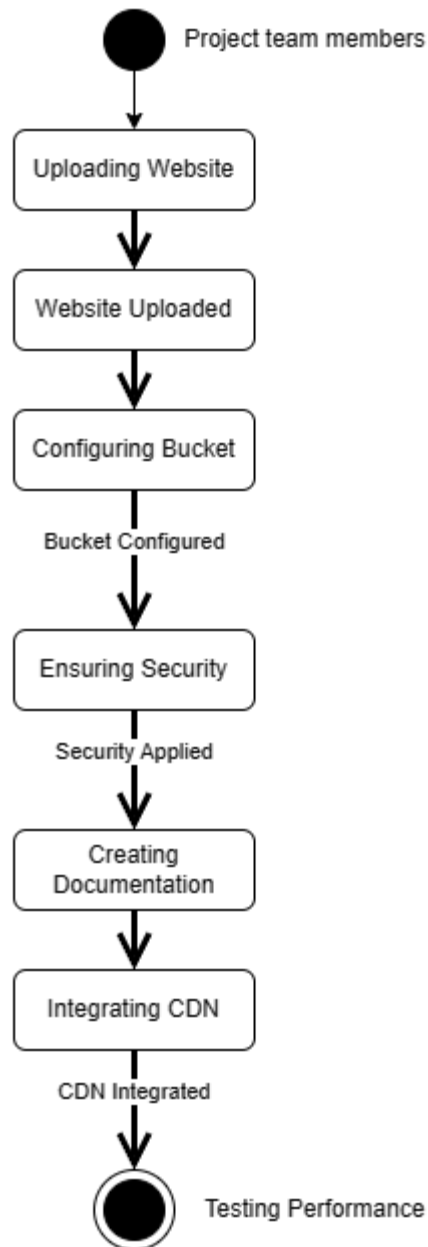 Project team members
Uploading Website
Website Uploaded
Configuring Bucket
Bucket Configured
Ensuring Security
Security Applied
Creating
Documentation
Integrating CDN
CDN Integrated
Testing Performance